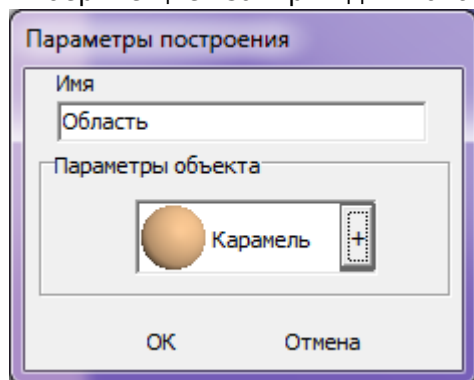 Параметры построения
Имя
Область
Параметры объекта
Карамель +
ОК Отмена